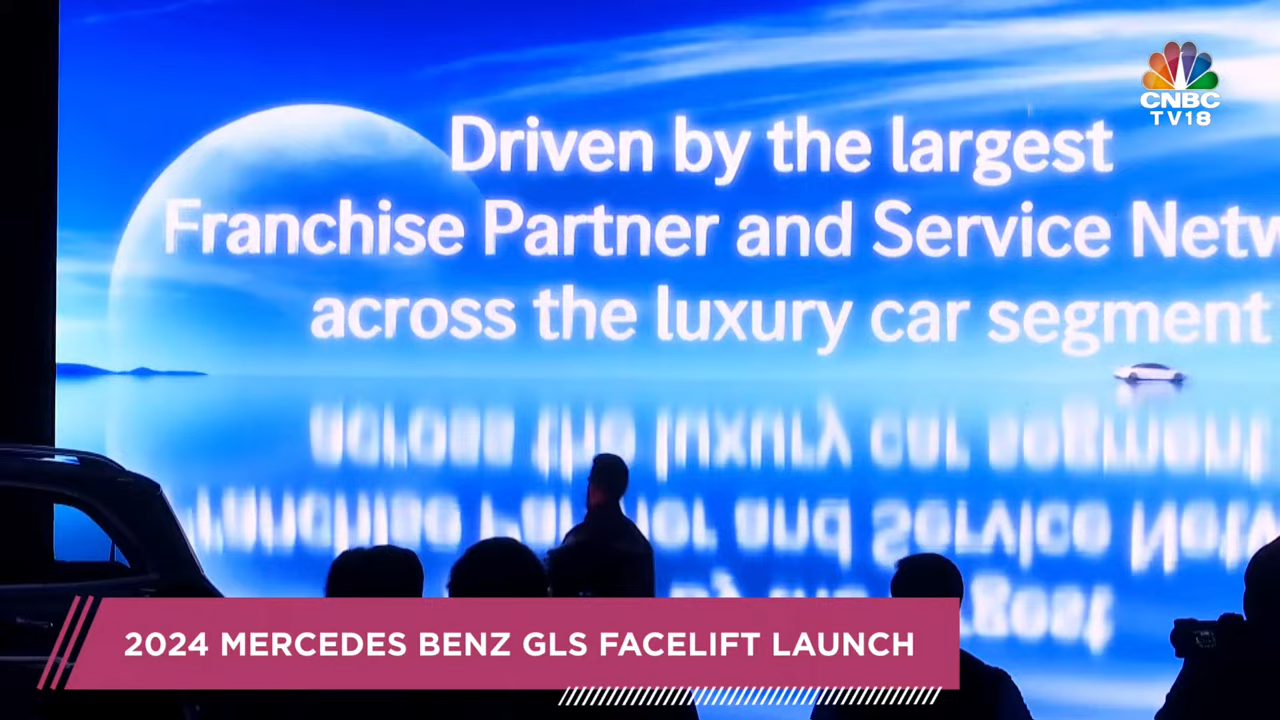 CNBC
TV18
Driven by the largest
Franchise Partner and Service Netw
across the luxury car segment
2024 MERCEDES BENZ GLS FACELIFT LAUNCH